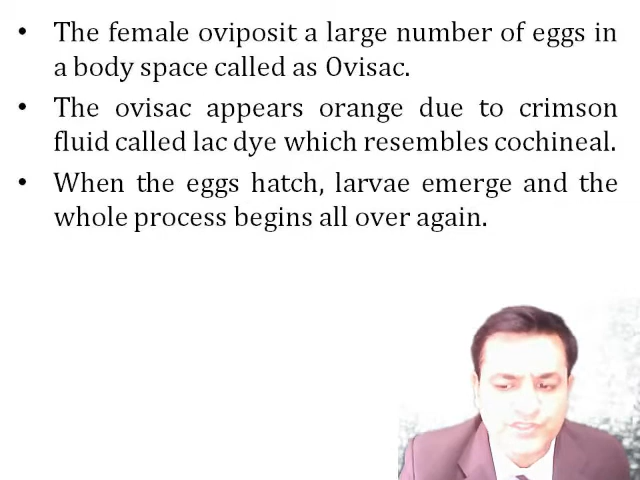 • The female oviposit a large number of eggs in
a body space called as Ovisac.
• The ovisac appears orange due to crimson
fluid called lac dye which resembles cochineal.
• When the eggs hatch, larvae emerge and the
whole process begins all over again.